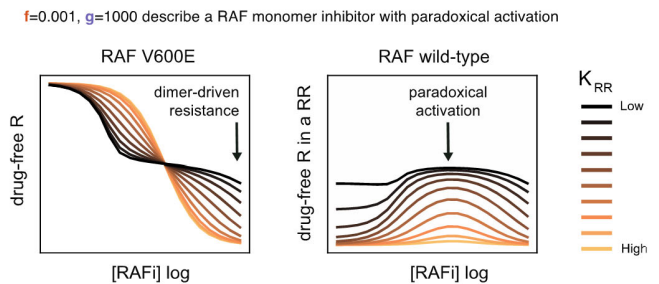 f=0.001, g=1000 describe a RAF monomer inhibitor with paradoxical activation
RAF V600E
dimer-driven
resistance
drug-free R
[RAFi] log
RAF wild-type
paradoxical
activation
drug-free R in a RR
[RAFi] log
K RR
Low
High